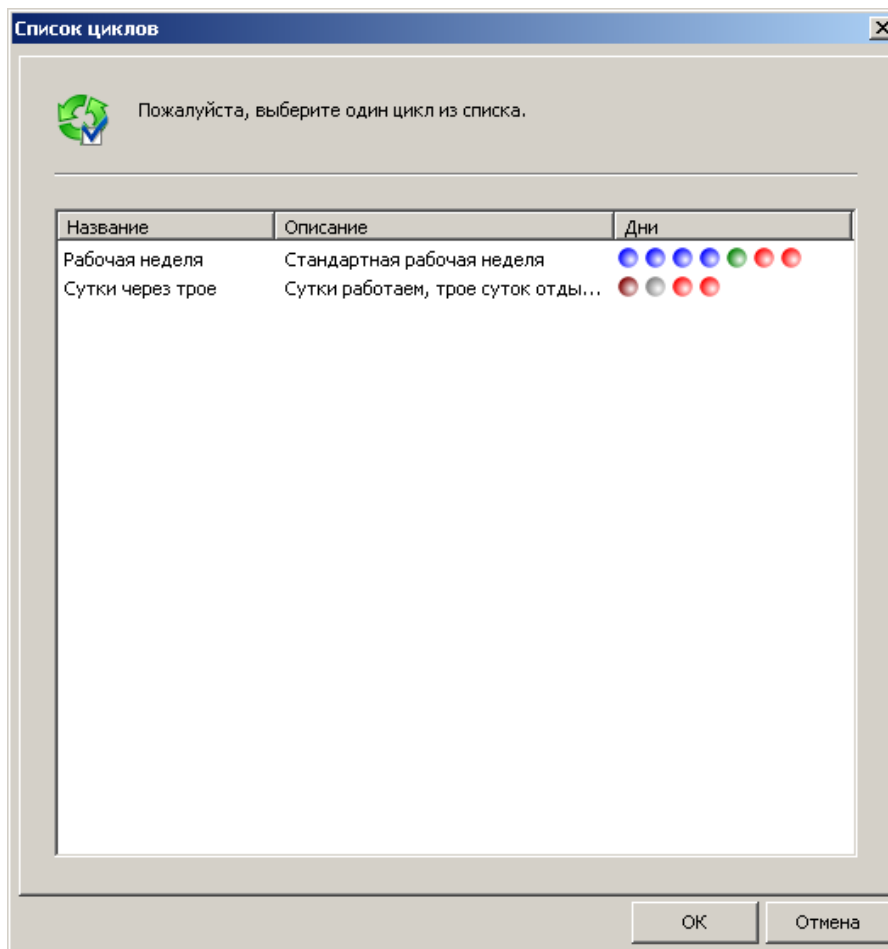 Список циклов
Пожалуйста, выберите один цикл из списка.
Название Описание Дни
Рабочая неделя Стандартная рабочая неделя
Сутки через трое Сутки работаем, трое суток отды...
OK Отмена